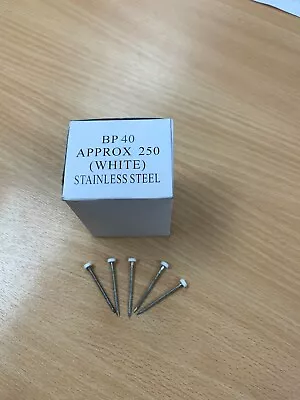 BP 40
APPROX 250
(WHITE)
STAINLESS STEEL